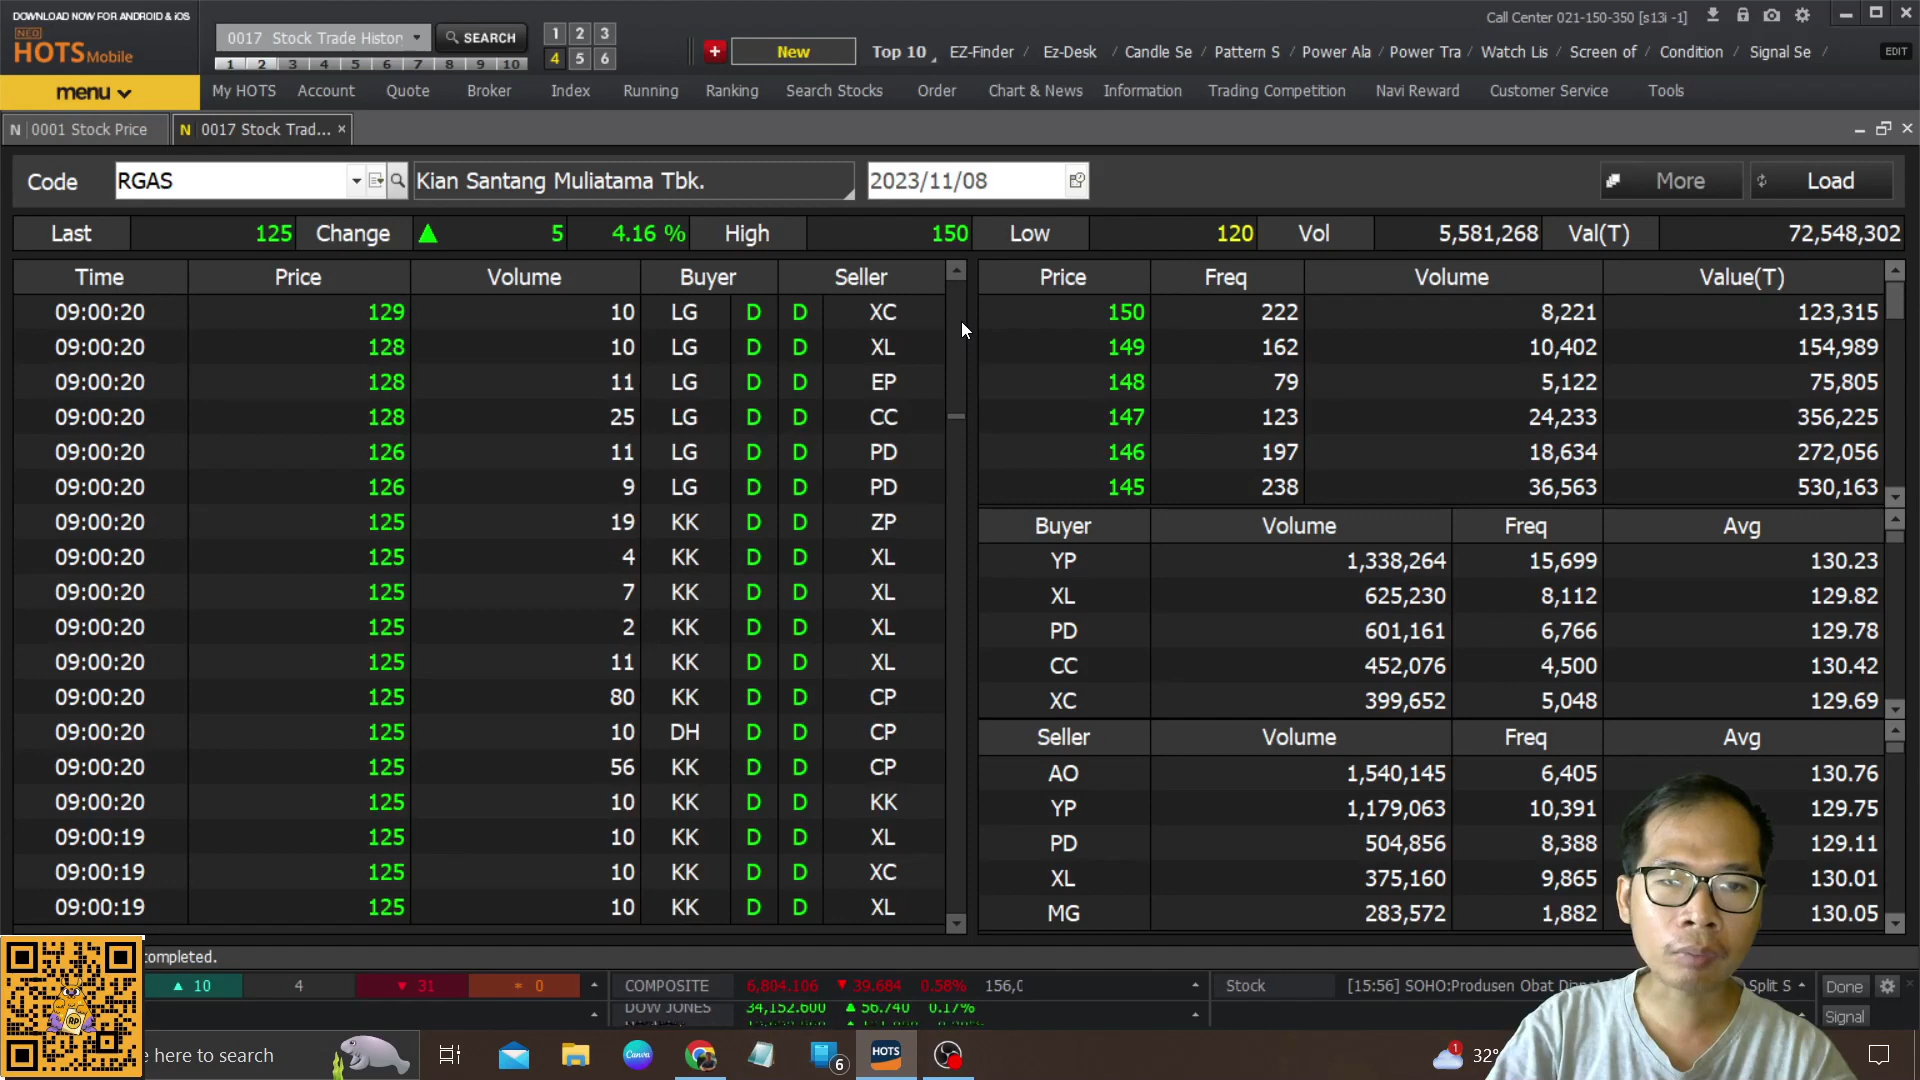 DOWNLOAD NOW FOR ANDROID & iOS
NEO
HOTS Mobile
0017 Stock Trade Histor
SEARCH
1 2 3 4 5 6 7 8 9 10
1 2 3
4 5 6
Call Center 021-150-350 [s13i -1]
New
Top 10
EZ-Finder / Ez-Desk / Candle Se / Pattern S / Power Ala / Power Tra / Watch Lis / Screen of / Condition / Signal Se /
EDIT
menu
My HOTS Account Quote Broker Index Running Ranking Search Stocks Order Chart & News Information Trading Competition Navi Reward Customer Service Tools
N 0001 Stock Price
N 0017 Stock Trad... ×
Code RGAS Kian Santang Muliatama Tbk. 2023/11/08 More Load
Last 125 Change ▲ 5 4.16 % High 150 Low 120 Vol 5,581,268 Val(T) 72,548,302
Time Price Volume Buyer Seller
09:00:20 129 10 LG D D XC
09:00:20 128 10 LG D D XL
09:00:20 128 11 LG D D EP
09:00:20 128 25 LG D D CC
09:00:20 126 11 LG D D PD
09:00:20 126 9 LG D D PD
09:00:20 125 19 KK D D ZP
09:00:20 125 4 KK D D XL
09:00:20 125 7 KK D D XL
09:00:20 125 2 KK D D XL
09:00:20 125 11 KK D D XL
09:00:20 125 80 KK D D CP
09:00:20 125 10 DH D D CP
09:00:20 125 56 KK D D CP
09:00:20 125 10 KK D D KK
09:00:19 125 10 KK D D XL
09:00:19 125 10 KK D D XC
09:00:19 125 10 KK D D XL
Price Freq Volume Value(T)
150 222 8,221 123,315
149 162 10,402 154,989
148 79 5,122 75,805
147 123 24,233 356,225
146 197 18,634 272,056
145 238 36,563 530,163
Buyer Volume Freq Avg
YP 1,338,264 15,699 130.23
XL 625,230 8,112 129.82
PD 601,161 6,766 129.78
CC 452,076 4,500 130.42
XC 399,652 5,048 129.69
Seller Volume Freq Avg
AO 1,540,145 6,405 130.76
YP 1,179,063 10,391 129.75
PD 504,856 8,388 129.11
XL 375,160 9,865 130.01
MG 283,572 1,882 130.05
ompleted.
▲ 10 4 ▼ 31 * 0
COMPOSITE 6,804.106 ▼ 39.684 0.58% 156,0
DOW JONES 34,152.600 ▲ 56.740 0.17%
Stock [15:56] SOHO:Produsen Obat Split S
Done
Signal
e here to search
Canva
6
HOTS
1
32°